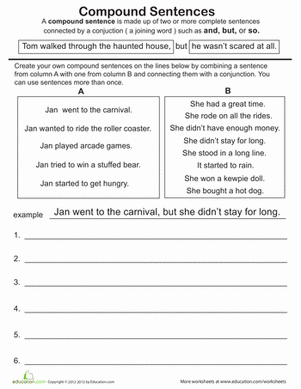 Compound Sentences
A compound sentence is made up of two or more complete sentences
connected by a conjuction ( a joining word ) such as and, but, or so.
Tom walked through the haunted house, but he wasn't scared at all.
Create your own compound sentences on the lines below by combining a sentence
from column A with one from column B and connecting them with a conjunction. You
can use sentences more than once.
A
Jan went to the carnival.
Jan wanted to ride the roller coaster.
Jan played arcade games.
Jan tried to win a stuffed bear.
Jan started to get hungry.
B
She had a great time.
She rode on all the rides.
She didn't have enough money.
She didn't stay for long.
She stood in a long line.
It started to rain.
She won a kewpie doll.
She bought a hot dog.
example Jan went to the carnival, but she didn't stay for long.
1.
2.
3.
4.
5.
6.
education.com
More worksheets at www.education.com/worksheets